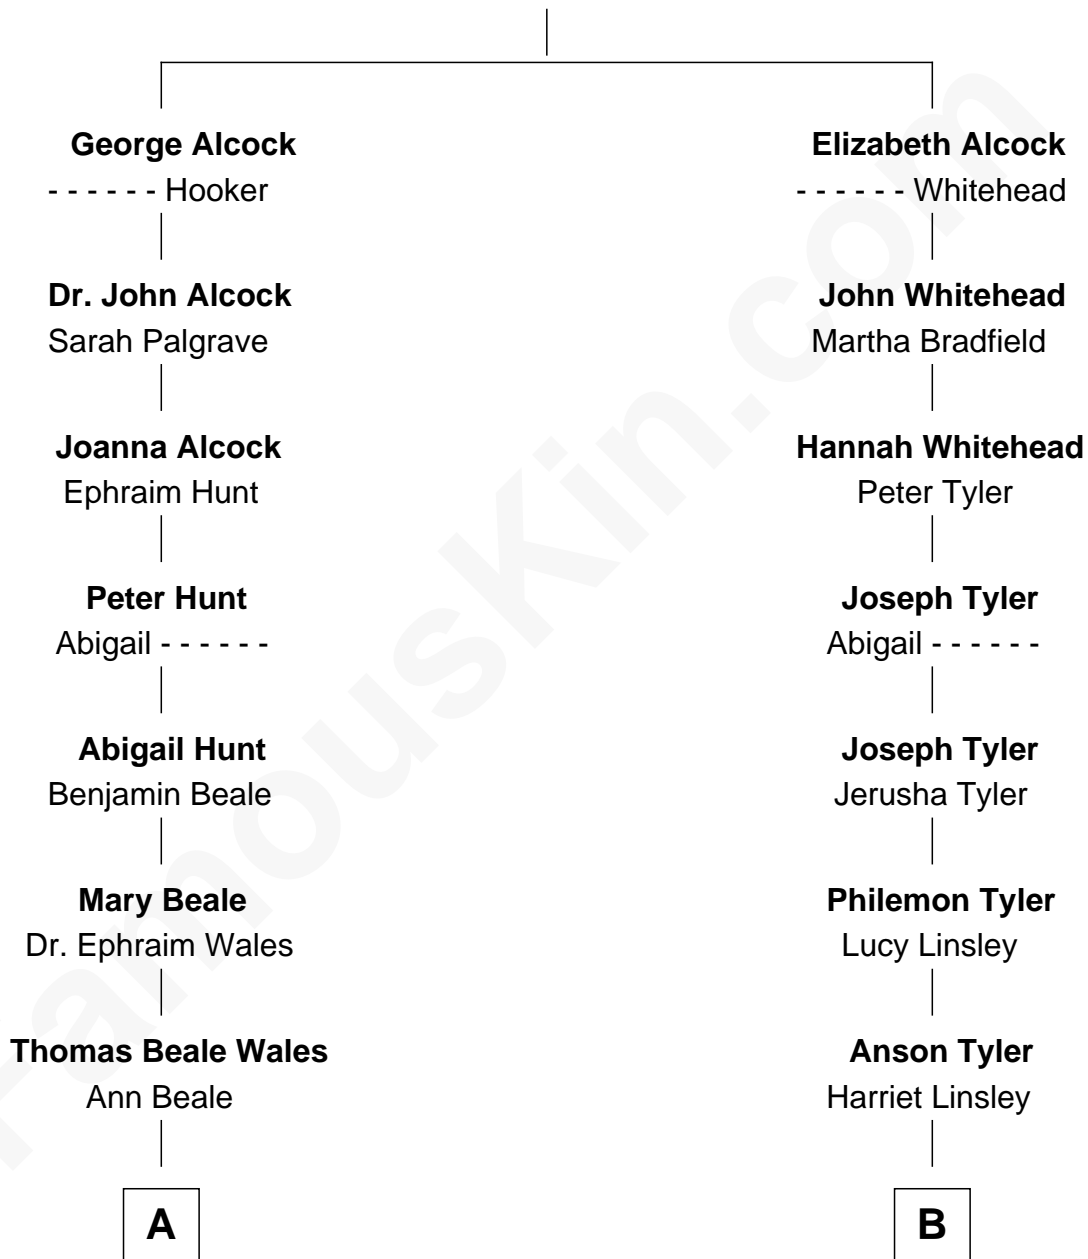 George Alcock
- - - - - - Hooker
Dr. John Alcock
Sarah Palgrave
Joanna Alcock
Ephraim Hunt
Peter Hunt
Abigail - - - - - -
Abigail Hunt
Benjamin Beale
Mary Beale
Dr. Ephraim Wales
Thomas Beale Wales
Ann Beale
A
Elizabeth Alcock
- - - - - - Whitehead
John Whitehead
Martha Bradfield
Hannah Whitehead
Peter Tyler
Joseph Tyler
Abigail - - - - - -
Joseph Tyler
Jerusha Tyler
Philemon Tyler
Lucy Linsley
Anson Tyler
Harriet Linsley
B
FamousKin.com